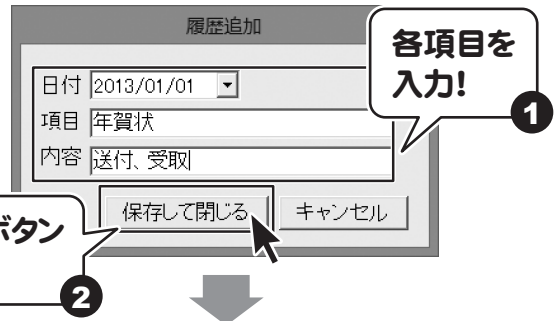 履歴追加
各項目を
入力!
1
日付 2013/01/01
項目 年賀状
内容 送付、受取
保存して閉じる キャンセル
ボタン
2